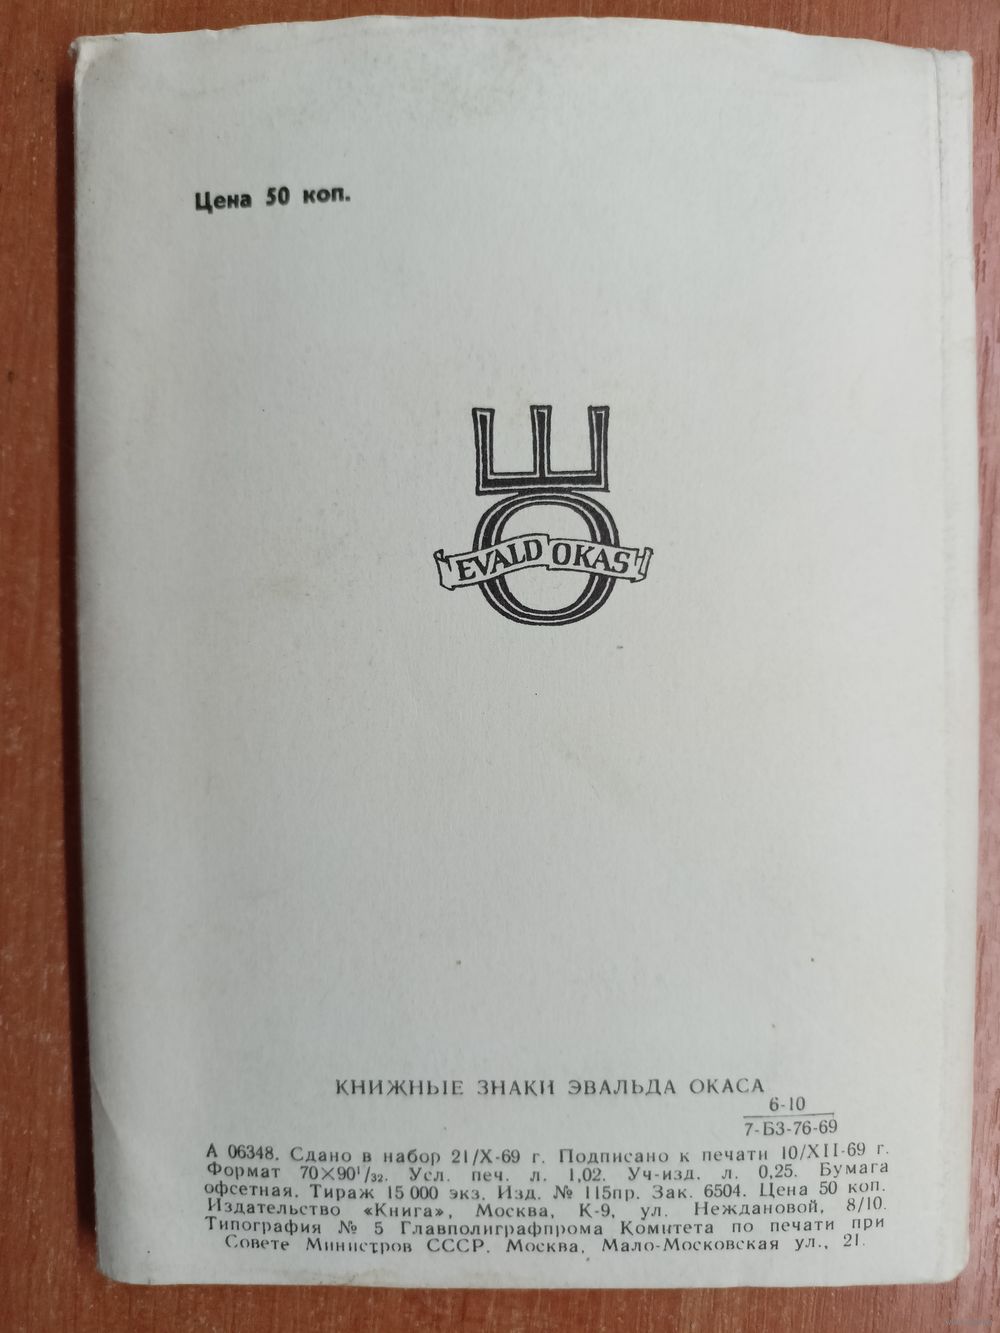 Цена 50 коп.
EVALD OKAS
КНИЖНЫЕ ЗНАКИ ЭВАЛЬДА ОКАСА
6-10
7-БЗ-76-69
А 06348. Сдано в набор 21/X-69 г. Подписано к печати 10/XII-69 г.
Формат 70×90¹/₃₂. Усл. печ. л. 1,02. Уч-изд. л. 0,25. Бумага
офсетная. Тираж 15 000 экз. Изд. № 115пр. Зак. 6504. Цена 50 коп.
Издательство «Книга», Москва, К-9, ул. Неждановой, 8/10.
Типография № 5 Главполиграфпрома Комитета по печати при
Совете Министров СССР. Москва, Мало-Московская ул., 21.